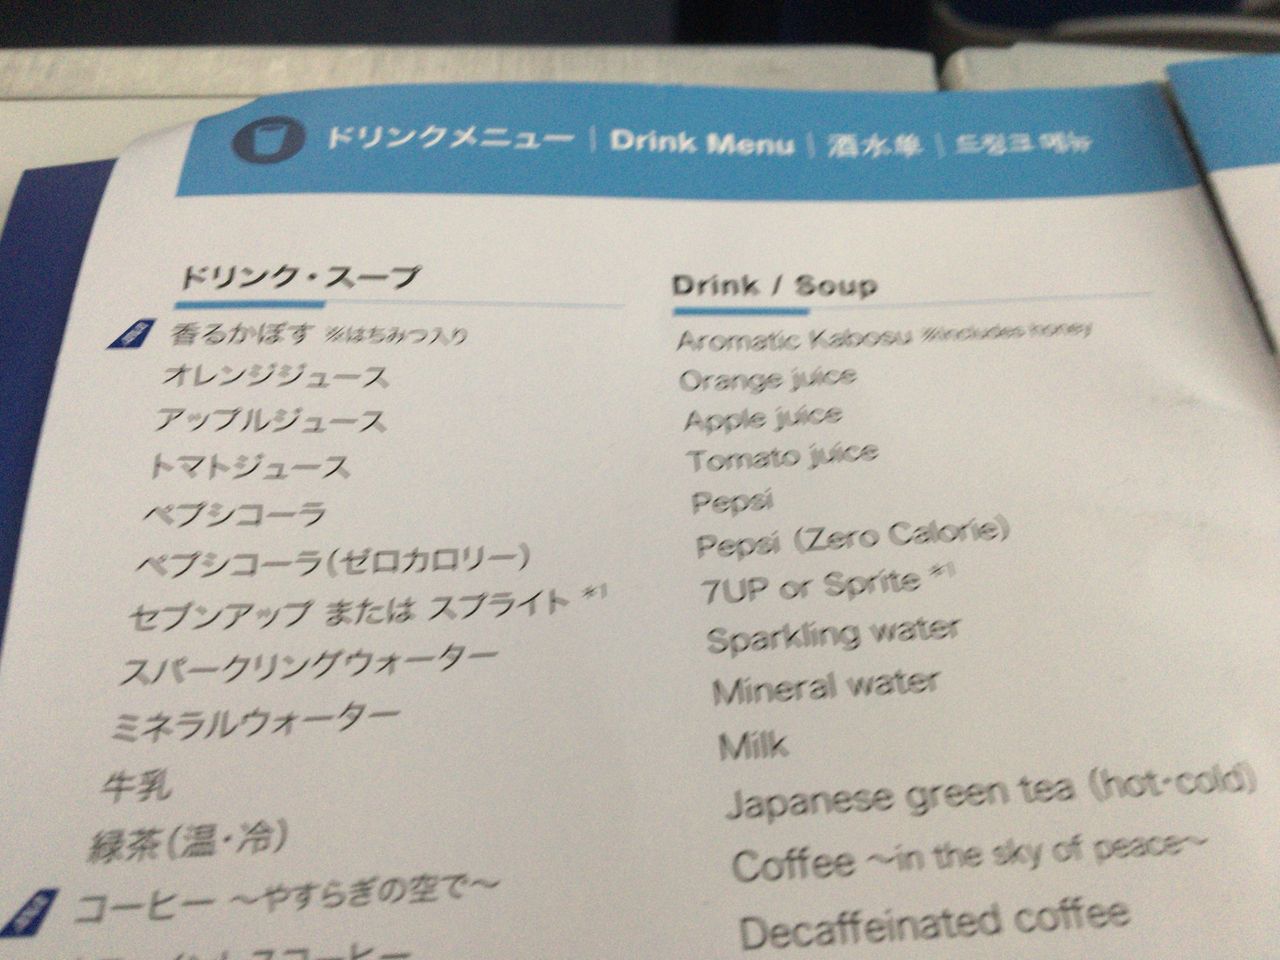 ドリンクメニュー | Drink Menu | 酒水单 | 드링크 메뉴
ドリンク・スープ
香るかぼす ※はちみつ入り
オレンジジュース
アップルジュース
トマトジュース
ペプシコーラ
ペプシコーラ(ゼロカロリー)
セブンアップ または スプライト *1
スパークリングウォーター
ミネラルウォーター
牛乳
緑茶(温・冷)
コーヒー 〜やすらぎの空で〜
Drink / Soup
Aromatic Kabosu ※includes honey
Orange juice
Apple juice
Tomato juice
Pepsi
Pepsi (Zero Calorie)
7UP or Sprite *1
Sparkling water
Mineral water
Milk
Japanese green tea (hot・cold)
Coffee 〜in the sky of peace〜
Decaffeinated coffee